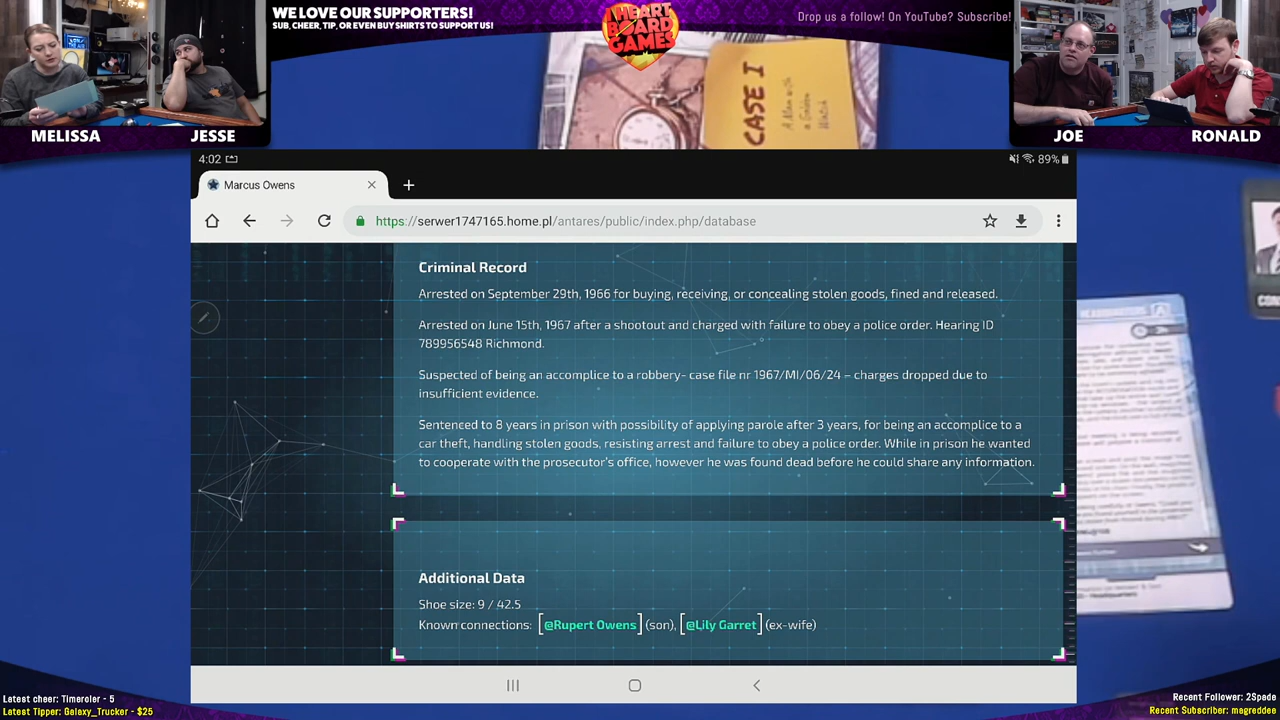 WE LOVE OUR SUPPORTERS!
SUB, CHEER, TIP, OR EVEN BUY SHIRTS TO SUPPORT US!
I HEART
BOARD
GAMES
Drop us a follow! On YouTube? Subscribe!
MELISSA
JESSE
JOE
RONALD
CASE I
4:02
89%
Marcus Owens
https://serwer1747165.home.pl/antares/public/index.php/database
Criminal Record
Arrested on September 29th, 1966 for buying, receiving, or concealing stolen goods, fined and released.
Arrested on June 15th, 1967 after a shootout and charged with failure to obey a police order. Hearing ID
789956548 Richmond.
Suspected of being an accomplice to a robbery- case file nr 1967/MI/06/24 – charges dropped due to
insufficient evidence.
Sentenced to 8 years in prison with possibility of applying parole after 3 years, for being an accomplice to a
car theft, handling stolen goods, resisting arrest and failure to obey a police order. While in prison he wanted
to cooperate with the prosecutor's office, however he was found dead before he could share any information.
Additional Data
Shoe size: 9 / 42.5
Known connections: [@Rupert Owens] (son), [@Lily Garret] (ex-wife)
Latest cheer: Timeroler - 5
Latest Tipper: Galaxy_Trucker - $25
Recent Follower: 2Spade
Recent Subscriber: magreddee